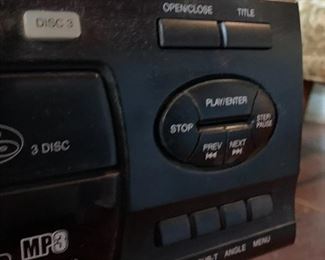 OPEN/CLOSE TITLE
DISC 3
PLAY/ENTER
STOP
STEP/
PAUSE
PREV NEXT
3 DISC
MP3
ANGLE MENU